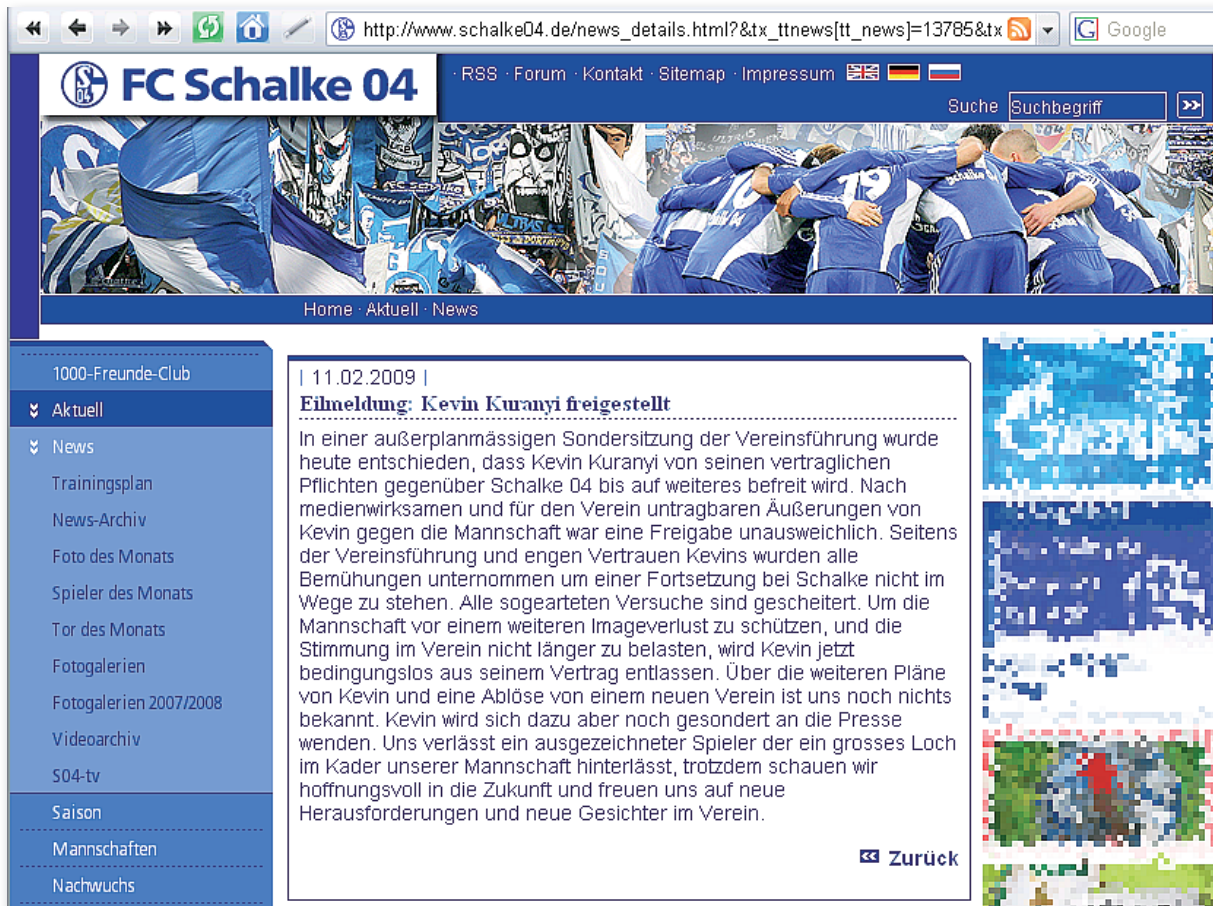 http://www.schalke04.de/news_details.html?&tx_ttnews[tt_news]=13785&tx
G Google
FC Schalke 04
· RSS · Forum · Kontakt · Sitemap · Impressum
Suche Suchbegriff
Home · Aktuell · News
1000-Freunde-Club
Aktuell
News
Trainingsplan
News-Archiv
Foto des Monats
Spieler des Monats
Tor des Monats
Fotogalerien
Fotogalerien 2007/2008
Videoarchiv
S04-tv
Saison
Mannschaften
Nachwuchs
| 11.02.2009 |
Eilmeldung: Kevin Kuranyi freigestellt
In einer außerplanmässigen Sondersitzung der Vereinsführung wurde
heute entschieden, dass Kevin Kuranyi von seinen vertraglichen
Pflichten gegenüber Schalke 04 bis auf weiteres befreit wird. Nach
medienwirksamen und für den Verein untragbaren Äußerungen von
Kevin gegen die Mannschaft war eine Freigabe unausweichlich. Seitens
der Vereinsführung und engen Vertrauen Kevins wurden alle
Bemühungen unternommen um einer Fortsetzung bei Schalke nicht im
Wege zu stehen. Alle sogearteten Versuche sind gescheitert. Um die
Mannschaft vor einem weiteren Imageverlust zu schützen, und die
Stimmung im Verein nicht länger zu belasten, wird Kevin jetzt
bedingungslos aus seinem Vertrag entlassen. Über die weiteren Pläne
von Kevin und eine Ablöse von einem neuen Verein ist uns noch nichts
bekannt. Kevin wird sich dazu aber noch gesondert an die Presse
wenden. Uns verlässt ein ausgezeichneter Spieler der ein grosses Loch
im Kader unserer Mannschaft hinterlässt, trotzdem schauen wir
hoffnungsvoll in die Zukunft und freuen uns auf neue
Herausforderungen und neue Gesichter im Verein.
Zurück